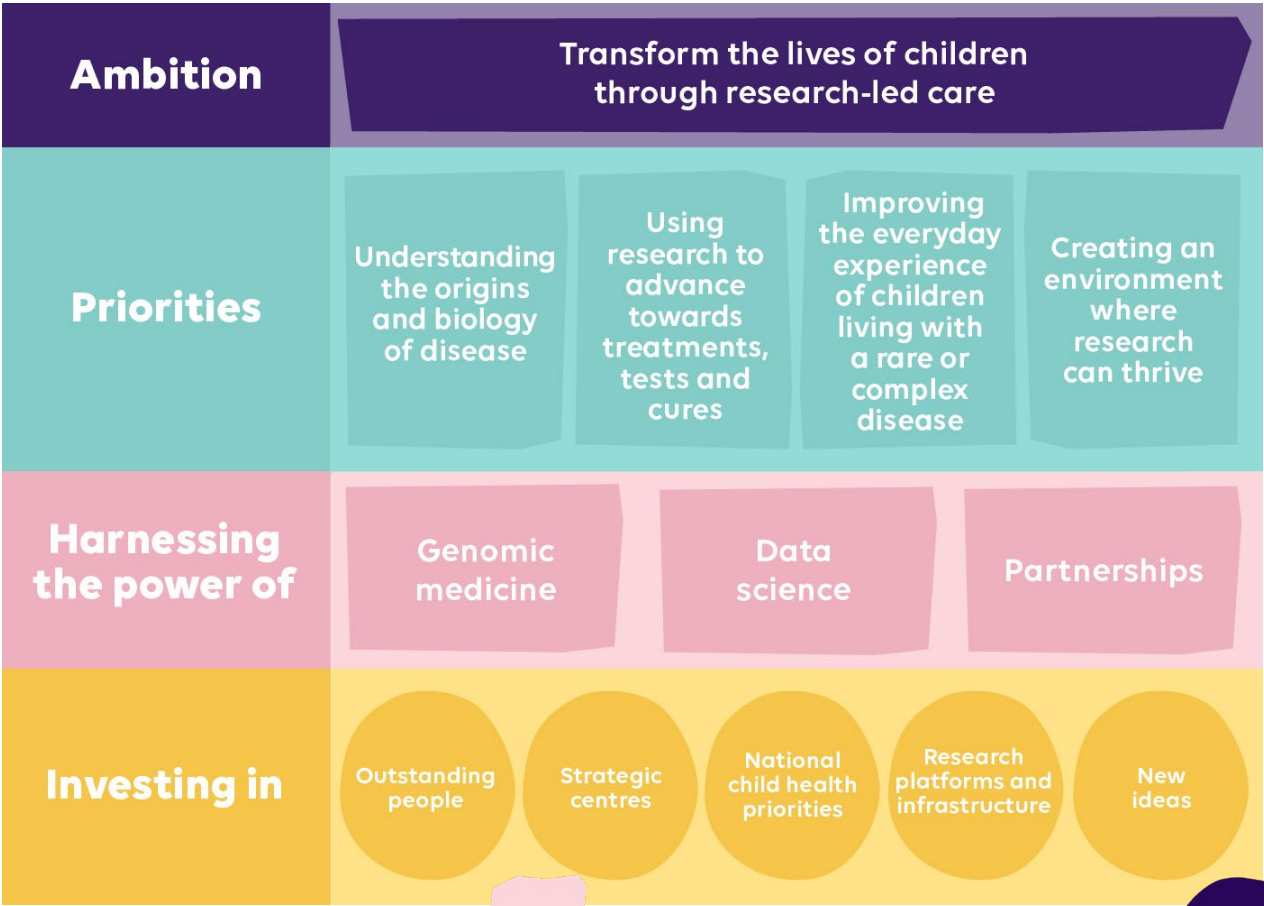 Ambition
Transform the lives of children
through research-led care
Priorities
Understanding
the origins
and biology
of disease
Using
research to
advance
towards
treatments,
tests and
cures
Improving
the everyday
experience
of children
living with
a rare or
complex
disease
Creating an
environment
where
research
can thrive
Harnessing
the power of
Genomic
medicine
Data
science
Partnerships
Investing in
Outstanding
people
Strategic
centres
National
child health
priorities
Research
platforms and
infrastructure
New
ideas